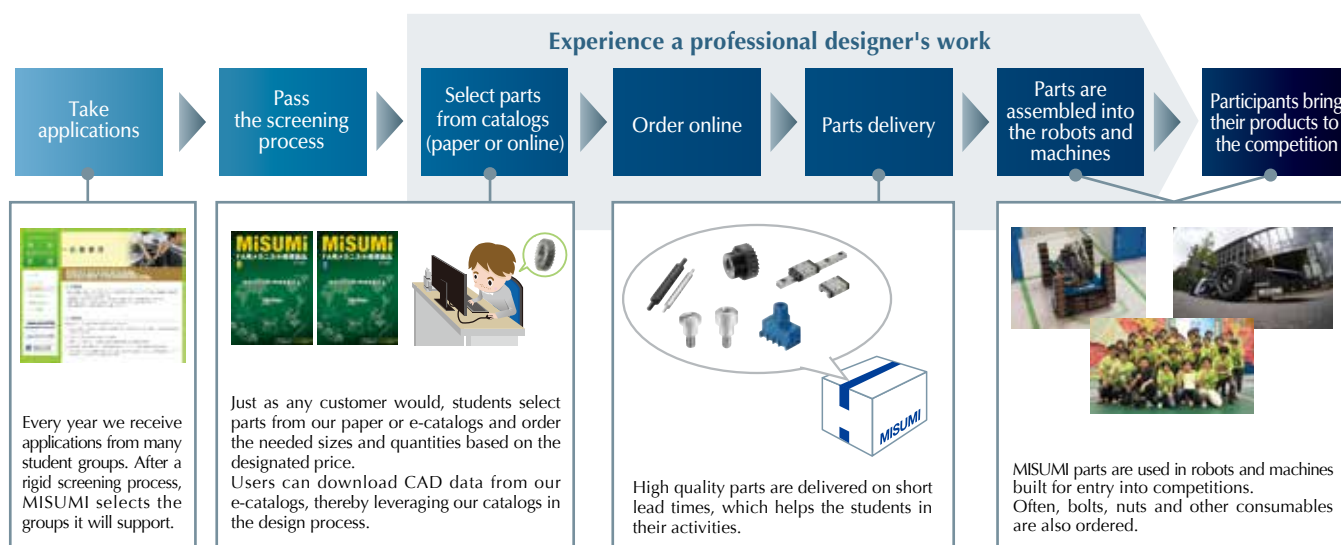 Experience a professional designer's work
Take
applications
Pass
the screening
process
Select parts
from catalogs
(paper or online)
Order online
Parts delivery
Parts are
assembled into
the robots and
machines
Participants bring
their products to
the competition
MiSUMi
MiSUMi
MISUMI
Every year we receive
applications from many
student groups. After a
rigid screening process,
MISUMI selects the
groups it will support.
Just as any customer would, students select
parts from our paper or e-catalogs and order
the needed sizes and quantities based on the
designated price.
Users can download CAD data from our
e-catalogs, thereby leveraging our catalogs in
the design process.
High quality parts are delivered on short
lead times, which helps the students in
their activities.
MISUMI parts are used in robots and machines
built for entry into competitions.
Often, bolts, nuts and other consumables
are also ordered.